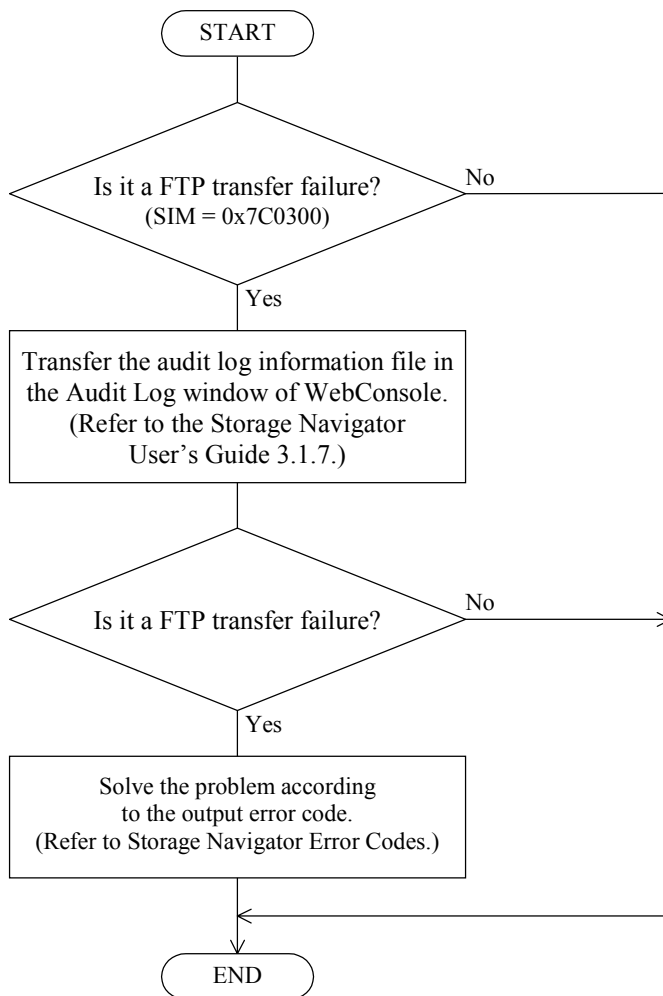 START
Is it a FTP transfer failure?
(SIM = 0x7C0300)
No
Yes
Transfer the audit log information file in
the Audit Log window of WebConsole.
(Refer to the Storage Navigator
User’s Guide 3.1.7.)
Is it a FTP transfer failure?
No
Yes
Solve the problem according
to the output error code.
(Refer to Storage Navigator Error Codes.)
END